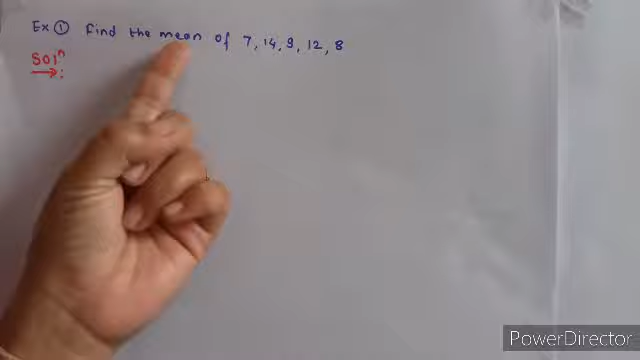 Ex ① Find the mean of 7, 14, 9, 12, 8
Solⁿ
:
PowerDirector